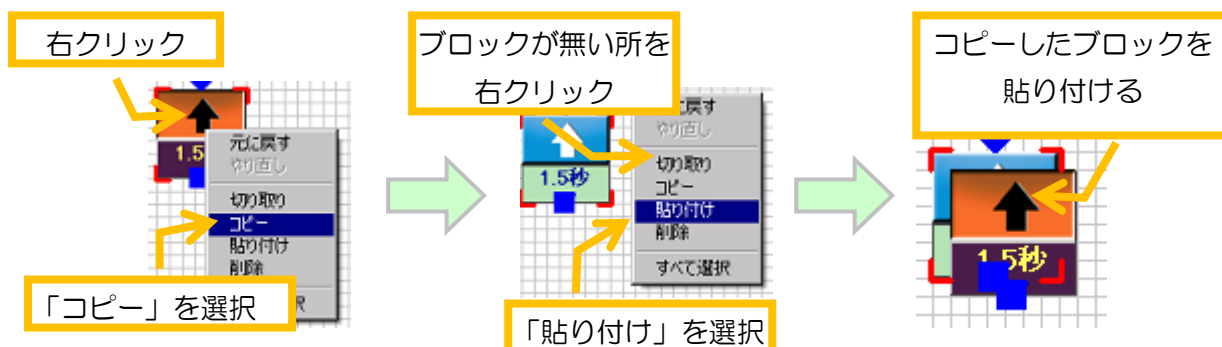 右クリック
1.5
元に戻す
やり直し
切り取り
コピー
貼り付け
削除
「コピー」を選択
ブロックが無い所を
右クリック
1.5秒
に戻す
やり直し
切り取り
コピー
貼り付け
削除
すべて選択
「貼り付け」を選択
コピーしたブロックを
貼り付ける
1.5秒